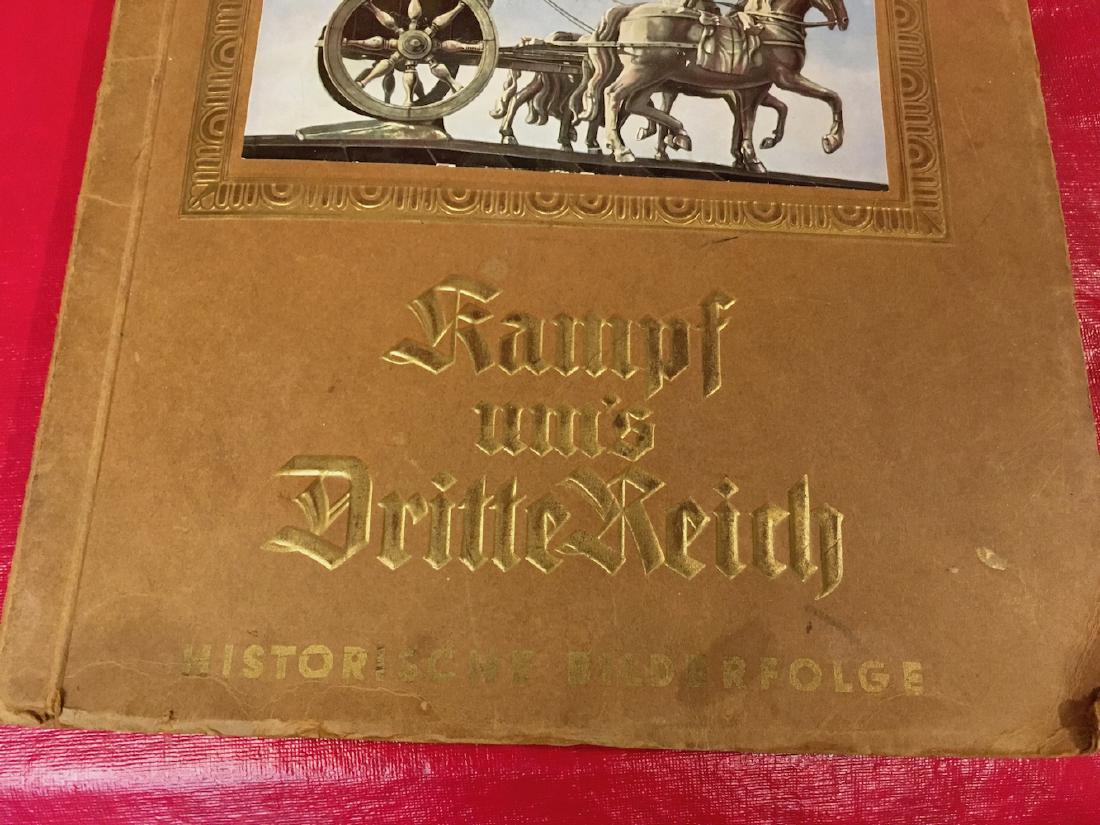 Kampf
um's
Dritte Reich
HISTORISCHE BILDERFOLGE